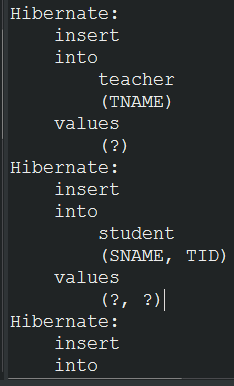 Hibernate:
insert
into
teacher
(TNAME)
values
(?)
Hibernate:
insert
into
student
(SNAME, TID)
values
(?, ?)
Hibernate:
insert
into